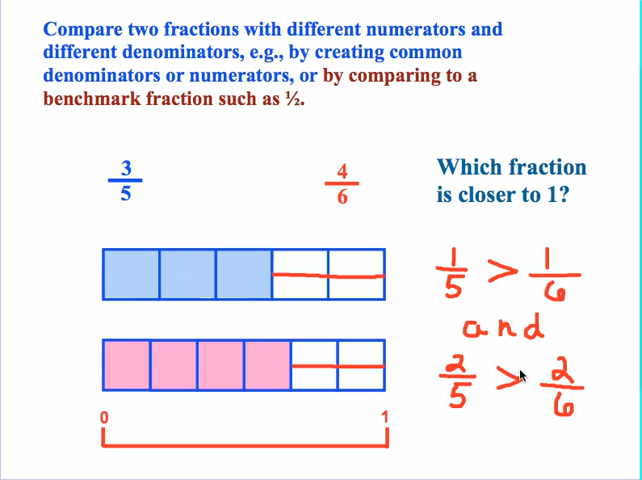 Compare two fractions with different numerators and
different denominators, e.g., by creating common
denominators or numerators, or by comparing to a
benchmark fraction such as ½.
3/5
4/6
Which fraction
is closer to 1?
1/5 > 1/6
and
2/5 > 2/6
0 1